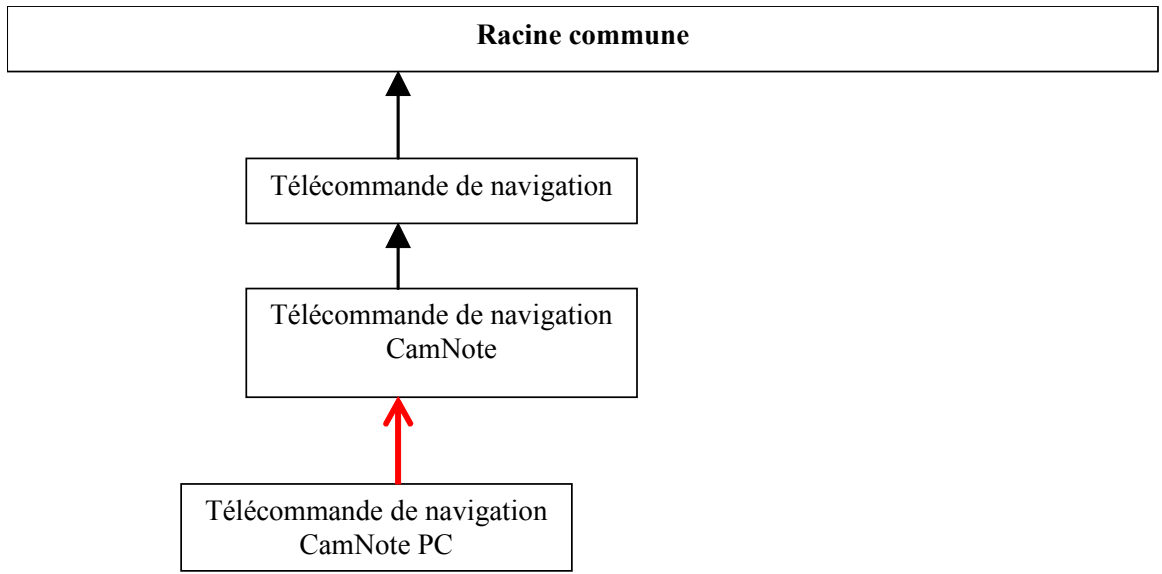 Racine commune
Télécommande de navigation
Télécommande de navigation
CamNote
Télécommande de navigation
CamNote PC